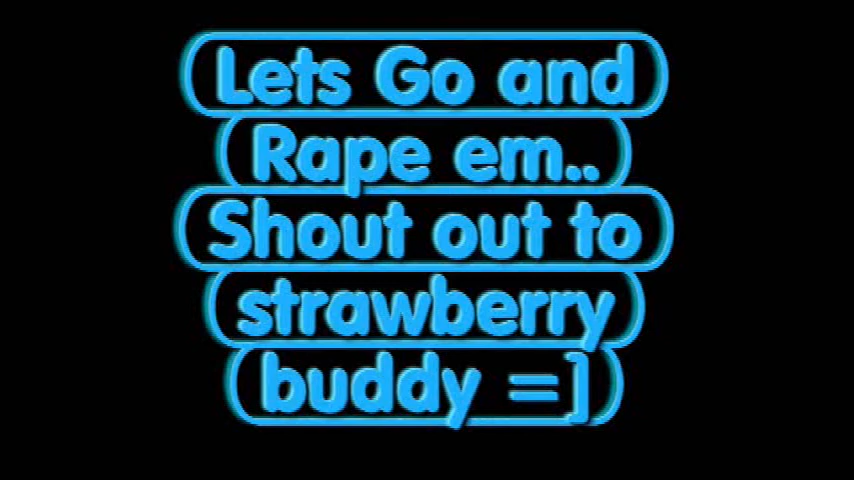 Lets Go and
Rape em..
Shout out to
strawberry
buddy =]